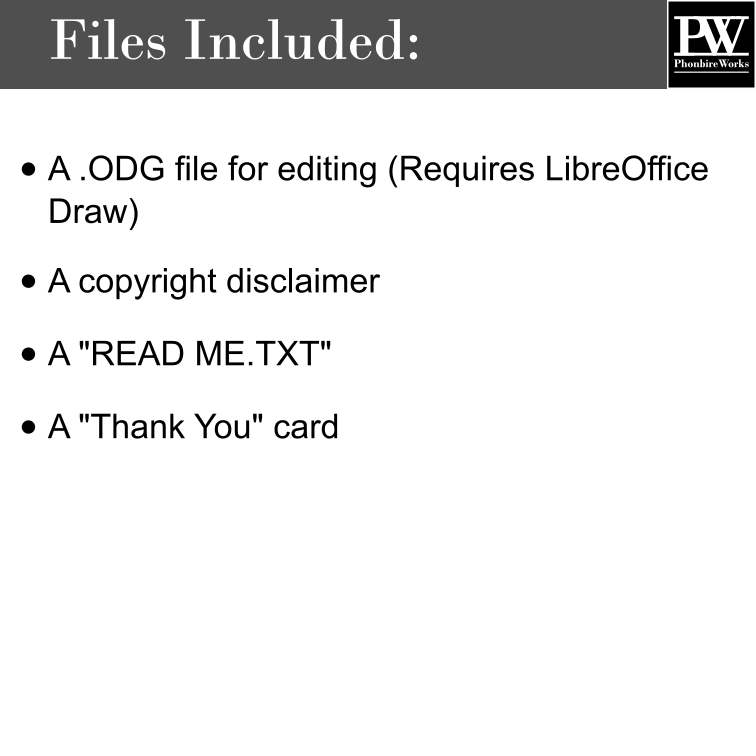 Files Included:
PW
PhonbireWorks
• A .ODG file for editing (Requires LibreOffice
Draw)
• A copyright disclaimer
• A "READ ME.TXT"
• A "Thank You" card